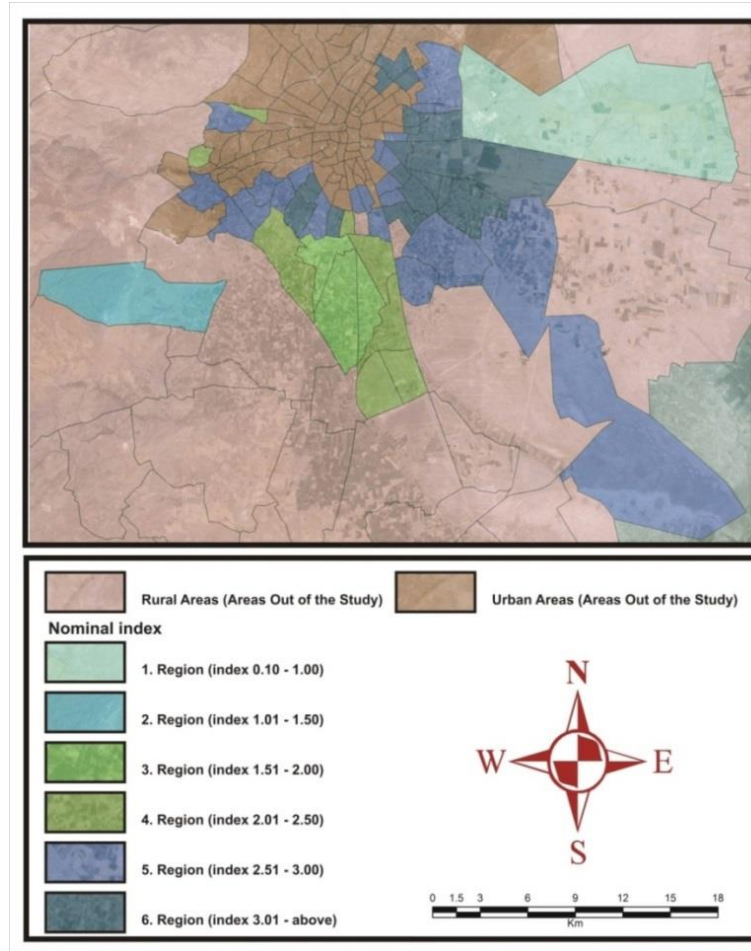 Rural Areas (Areas Out of the Study) Urban Areas (Areas Out of the Study)
Nominal index
1. Region (index 0.10 - 1.00)
2. Region (index 1.01 - 1.50)
3. Region (index 1.51 - 2.00)
4. Region (index 2.01 - 2.50)
5. Region (index 2.51 - 3.00)
6. Region (index 3.01 - above)
N
W E
S
0 1.5 3 6 9 12 15 18
Km